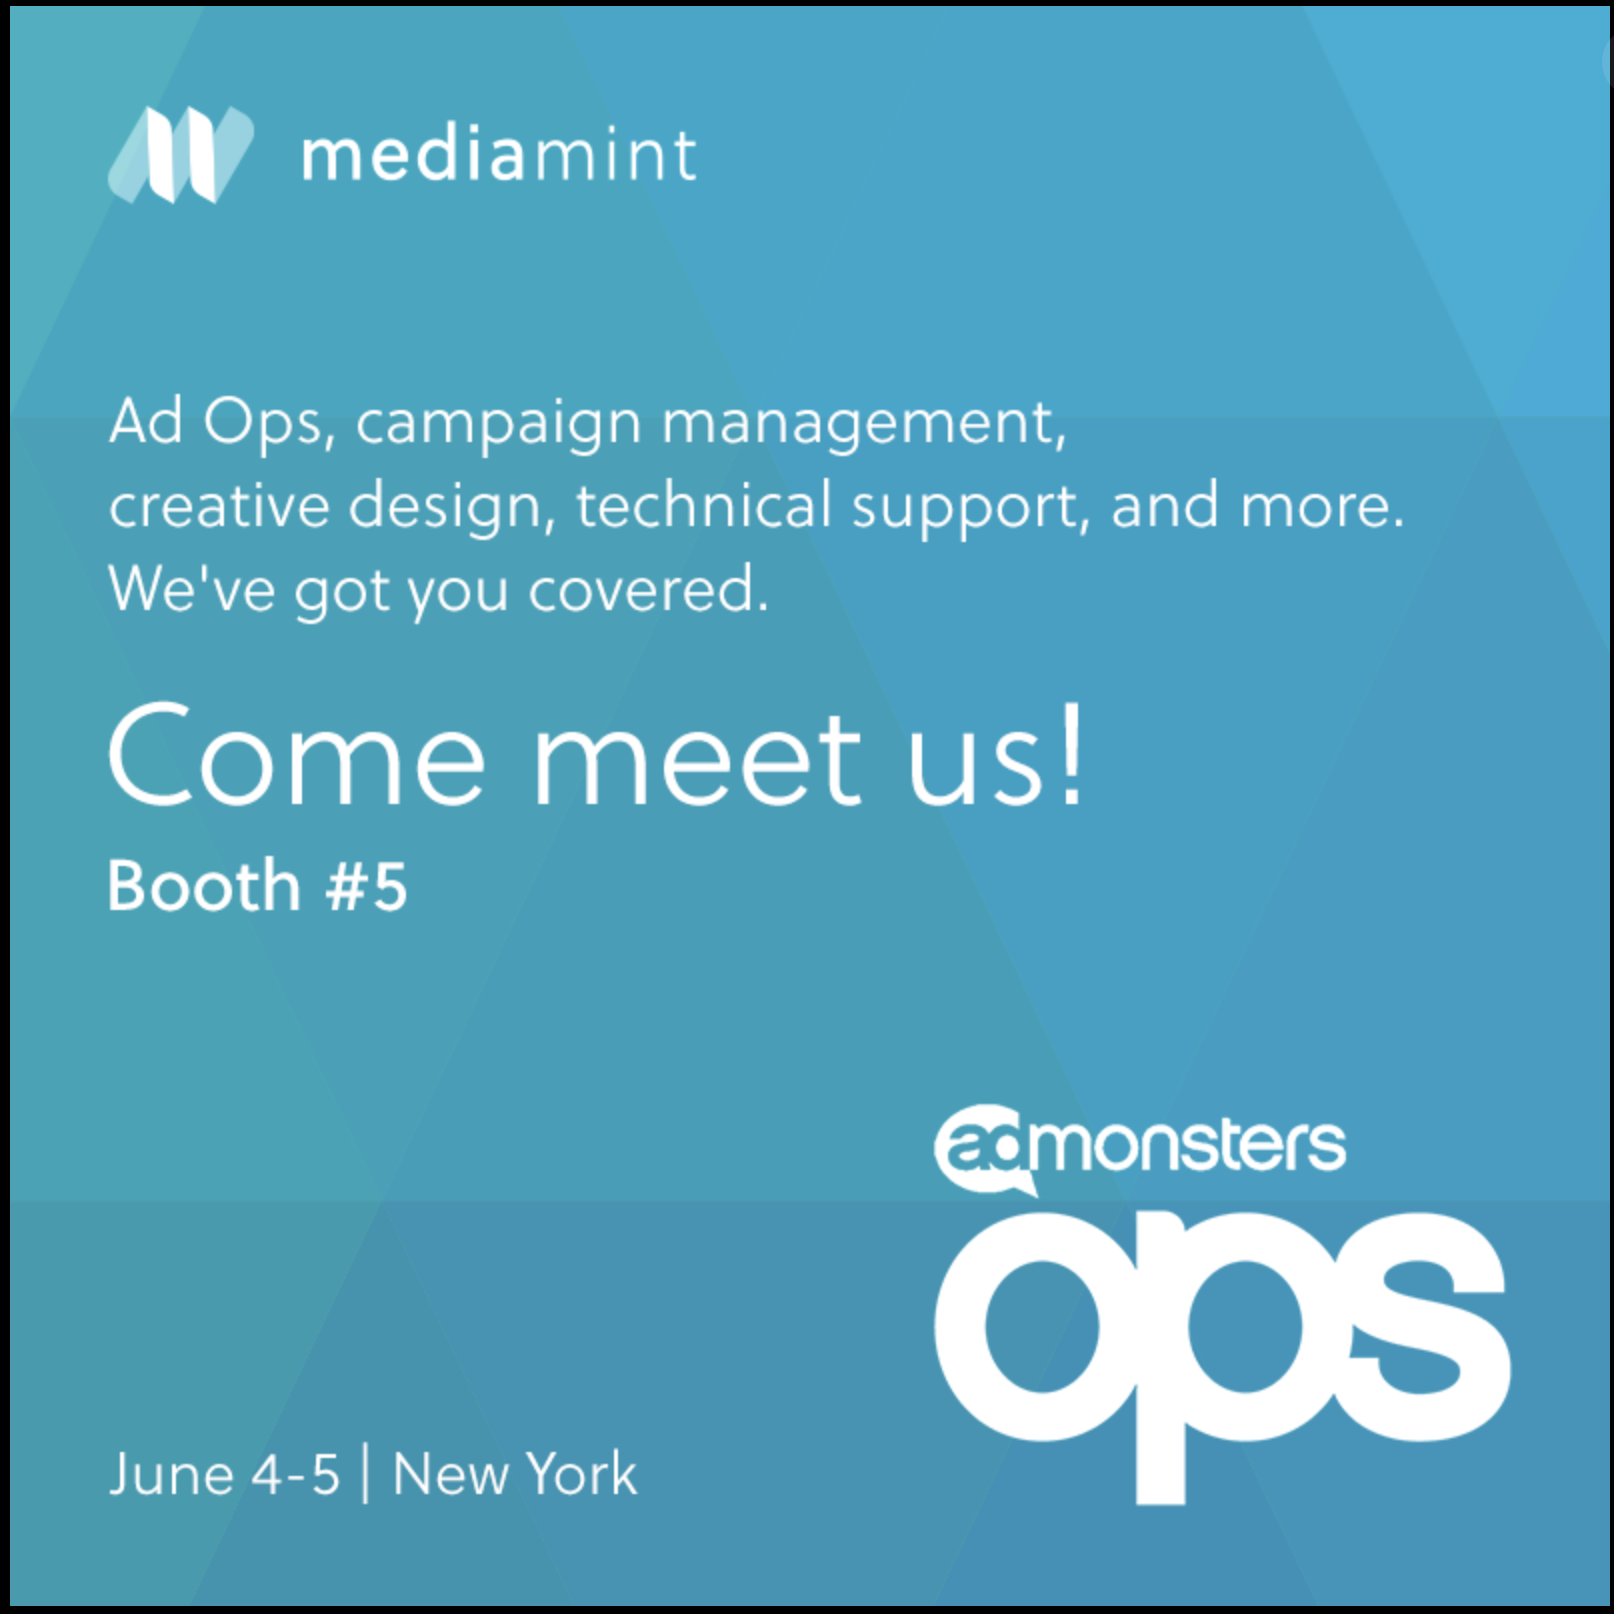 mediamint
Ad Ops, campaign management,
creative design, technical support, and more.
We've got you covered.
Come meet us!
Booth #5
admonsters
ops
June 4-5 | New York